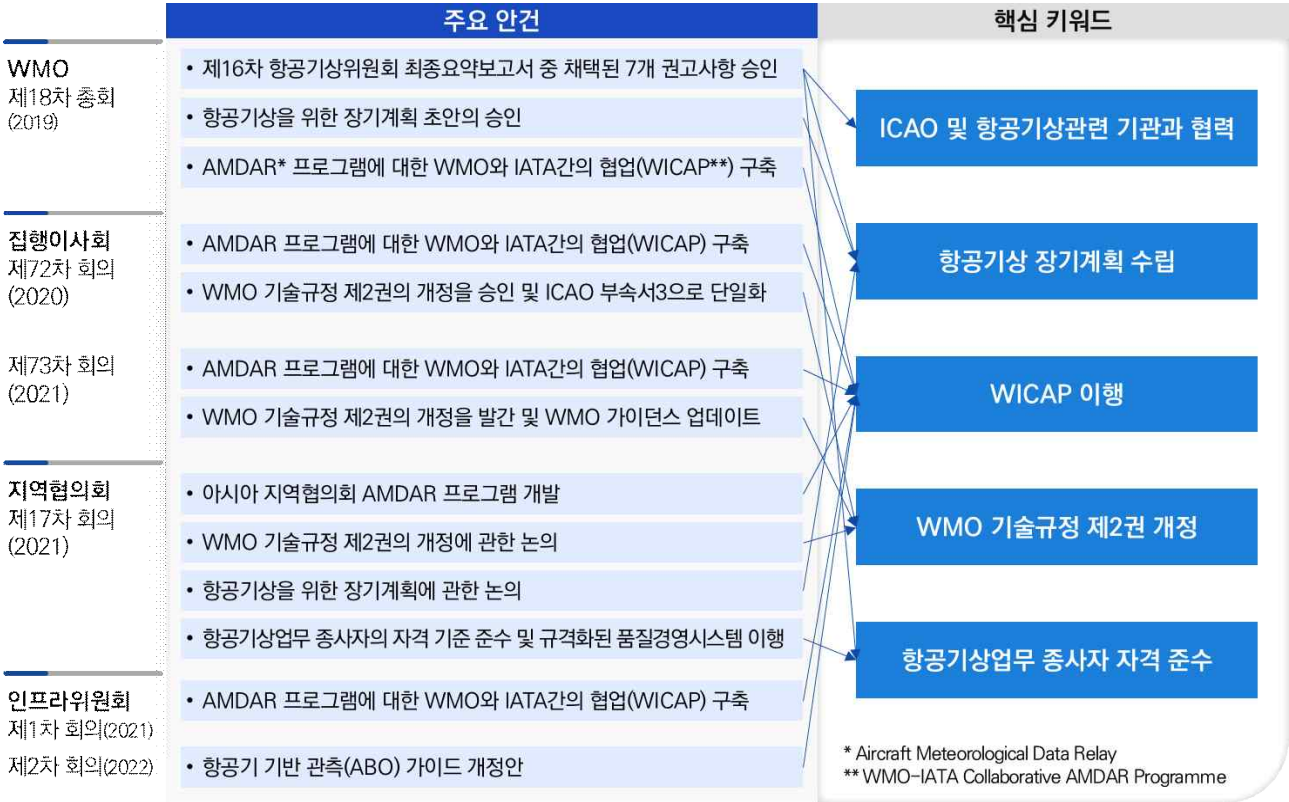 주요 안건
핵심 키워드
WMO
제18차 총회
(2019)
• 제16차 항공기상위원회 최종요약보고서 중 채택된 7개 권고사항 승인
• 항공기상을 위한 장기계획 초안의 승인
• AMDAR* 프로그램에 대한 WMO와 IATA간의 협업(WICAP**) 구축
집행이사회
제72차 회의
(2020)
• AMDAR 프로그램에 대한 WMO와 IATA간의 협업(WICAP) 구축
• WMO 기술규정 제2권의 개정을 승인 및 ICAO 부속서3으로 단일화
제73차 회의
(2021)
• AMDAR 프로그램에 대한 WMO와 IATA간의 협업(WICAP) 구축
• WMO 기술규정 제2권의 개정을 발간 및 WMO 가이던스 업데이트
지역협의회
제17차 회의
(2021)
• 아시아 지역협의회 AMDAR 프로그램 개발
• WMO 기술규정 제2권의 개정에 관한 논의
• 항공기상을 위한 장기계획에 관한 논의
• 항공기상업무 종사자의 자격 기준 준수 및 규격화된 품질경영시스템 이행
인프라위원회
제1차 회의(2021)
제2차 회의(2022)
• AMDAR 프로그램에 대한 WMO와 IATA간의 협업(WICAP) 구축
• 항공기 기반 관측(ABO) 가이드 개정안
ICAO 및 항공기상관련 기관과 협력
항공기상 장기계획 수립
WICAP 이행
WMO 기술규정 제2권 개정
항공기상업무 종사자 자격 준수
* Aircraft Meteorological Data Relay
** WMO-IATA Collaborative AMDAR Programme